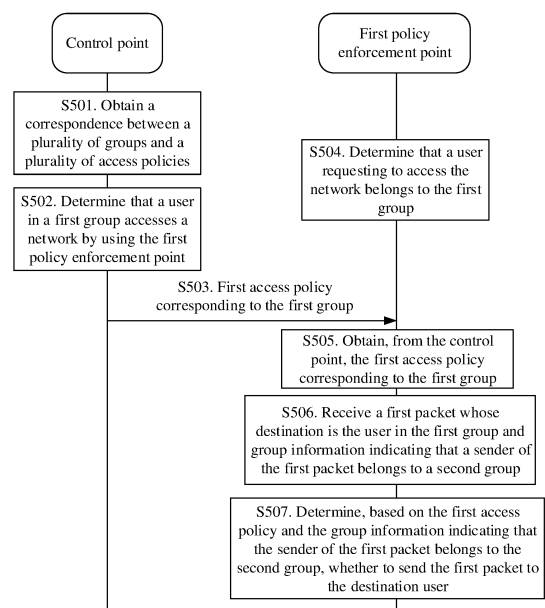 Control point
First policy
enforcement point
S501. Obtain a
correspondence between a
plurality of groups and a
plurality of access policies
S504. Determine that a user
requesting to access the
network belongs to the first
group
S502. Determine that a user
in a first group accesses a
network by using the first
policy enforcement point
S503. First access policy
corresponding to the first group
S505. Obtain, from the control
point, the first access policy
corresponding to the first group
S506. Receive a first packet whose
destination is the user in the first group and
group information indicating that a sender of
the first packet belongs to a second group
S507. Determine, based on the first access
policy and the group information indicating that
the sender of the first packet belongs to the
second group, whether to send the first packet to
the destination user